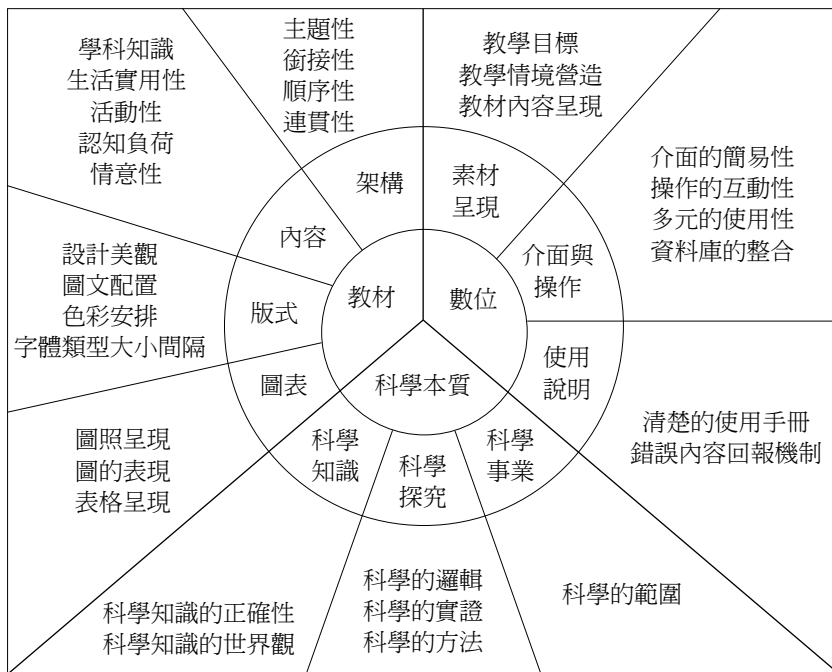 學科知識
生活實用性
活動性
認知負荷
情意性
主題性
銜接性
順序性
連貫性
教學目標
教學情境營造
教材內容呈現
介面的簡易性
操作的互動性
多元的使用性
資料庫的整合
架構
素材
呈現
內容
介面與
操作
設計美觀
圖文配置
色彩安排
字體類型大小間隔
版式
教材
數位
圖表
科學本質
使用
說明
圖照呈現
圖的表現
表格呈現
科學
知識
科學
探究
科學
事業
清楚的使用手冊
錯誤內容回報機制
科學知識的正確性
科學知識的世界觀
科學的邏輯
科學的實證
科學的方法
科學的範圍